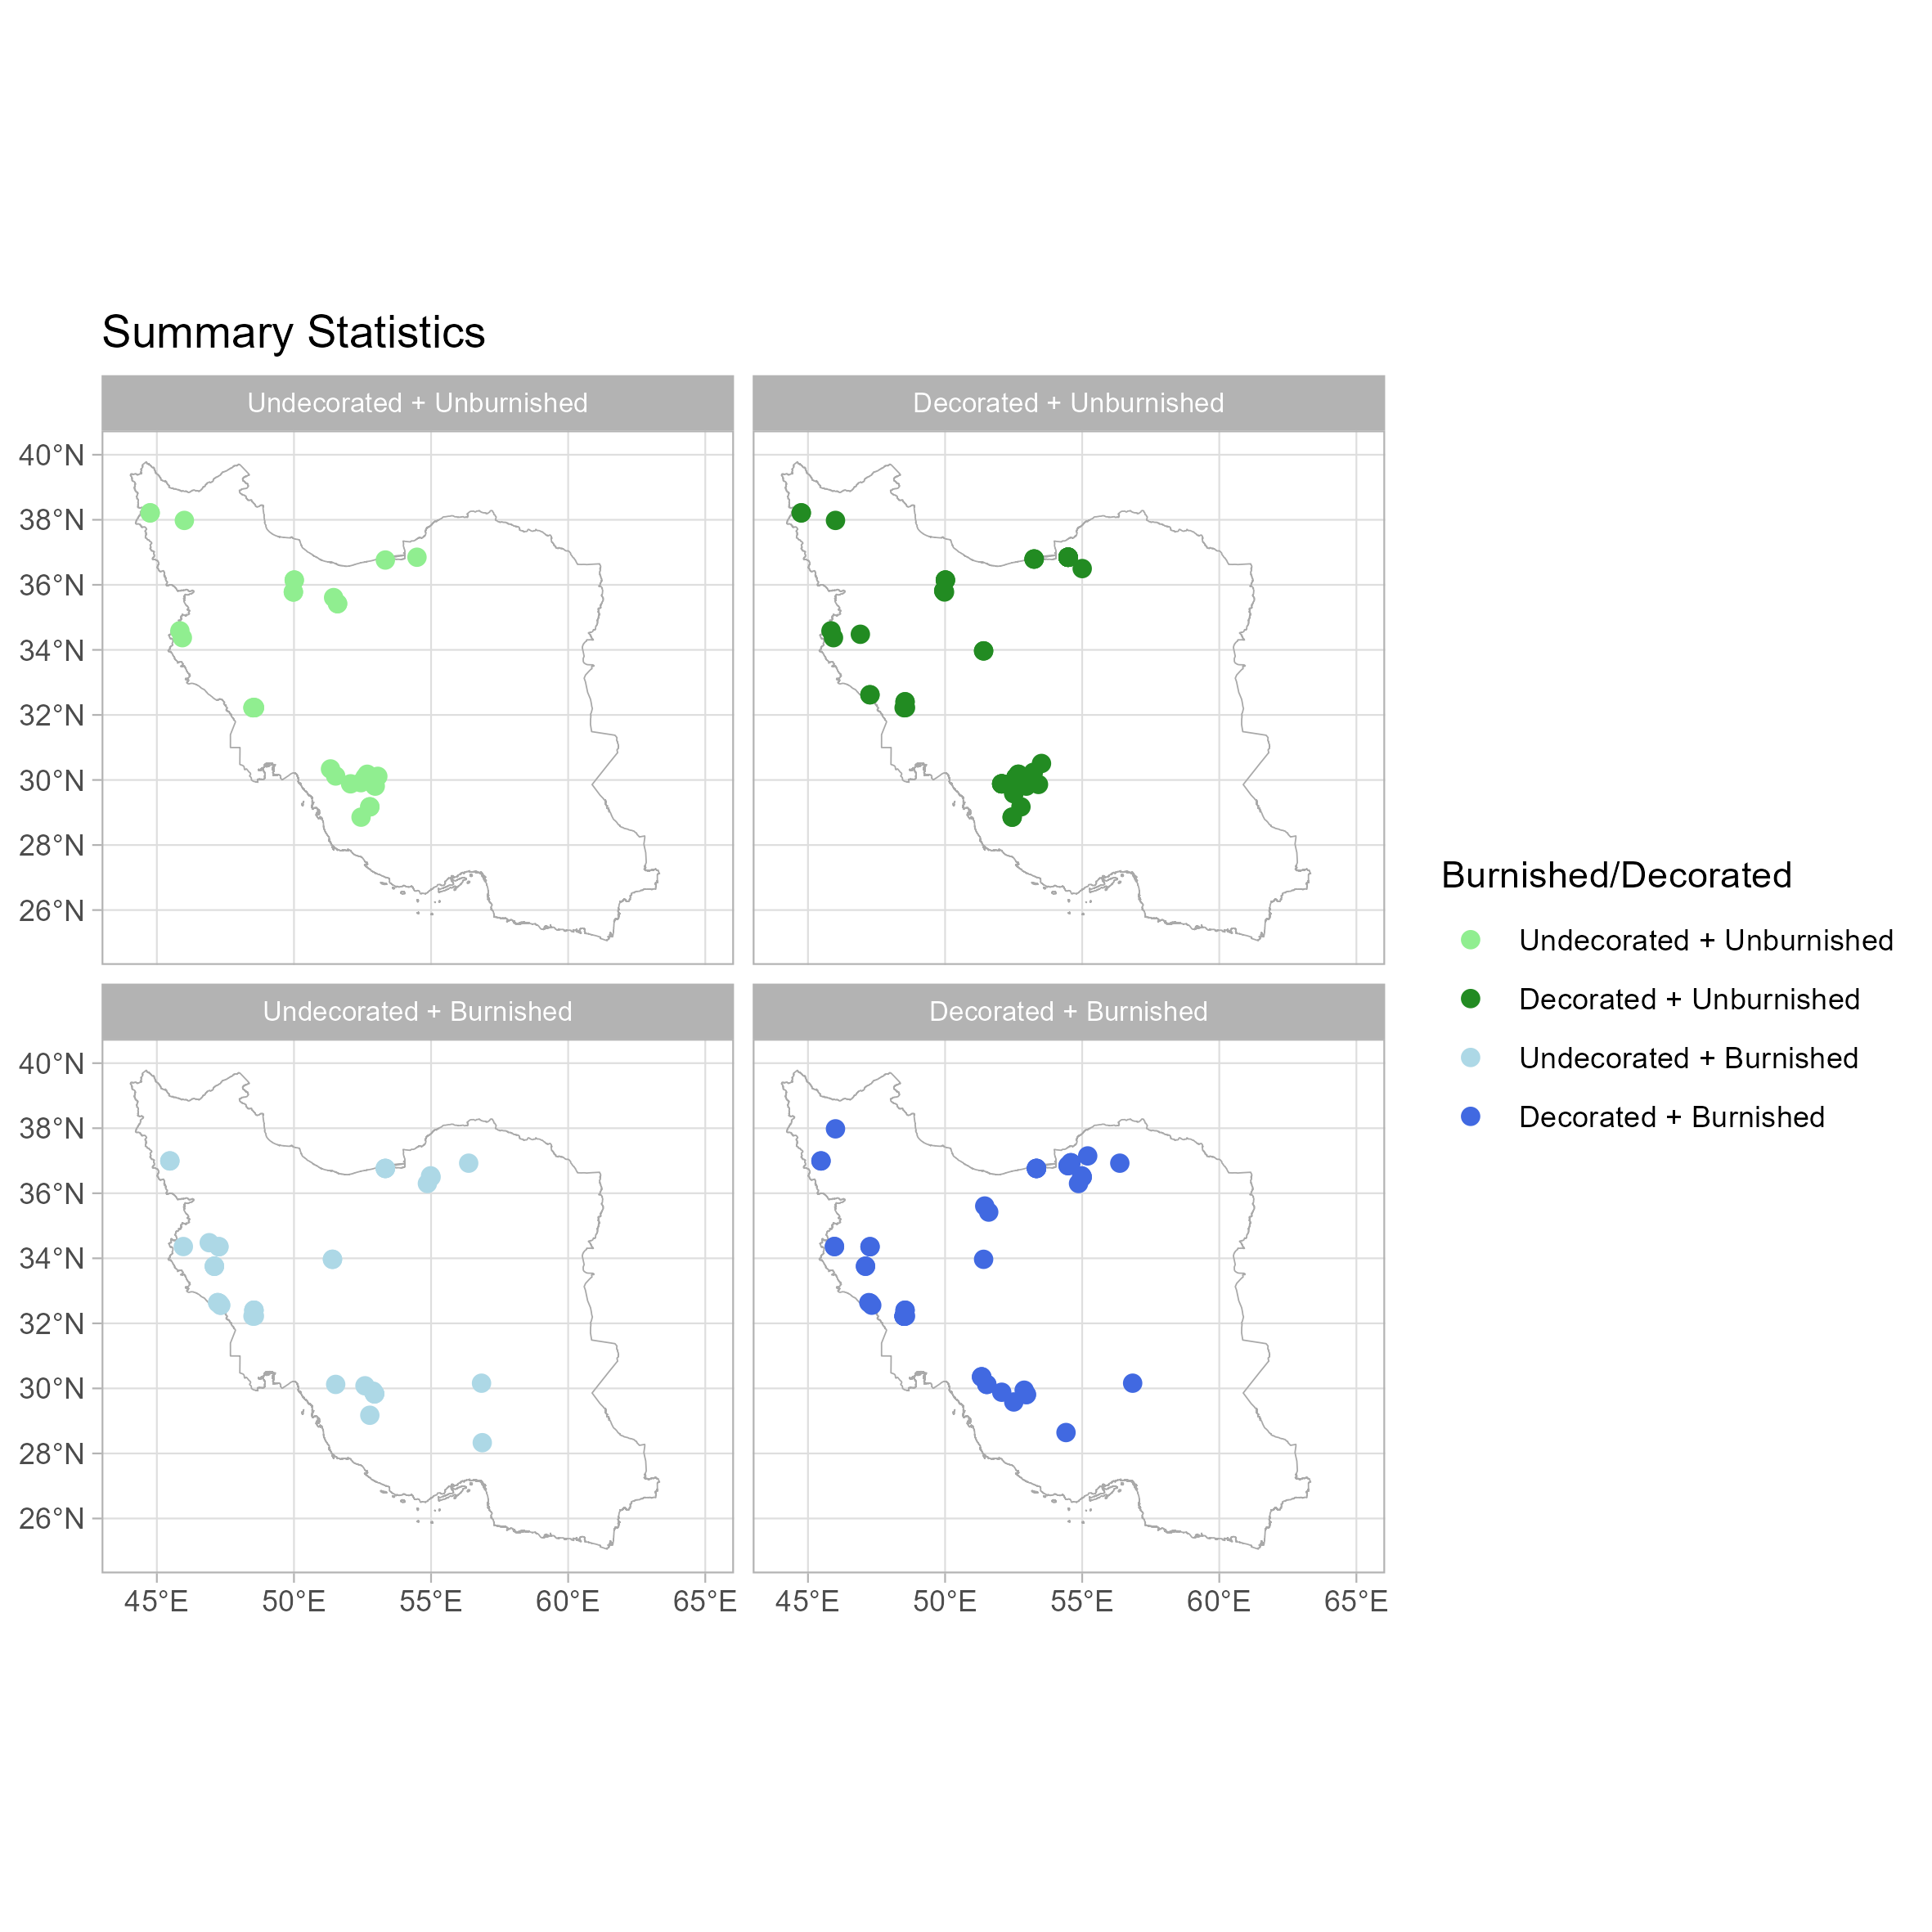 Summary Statistics
Undecorated + Unburnished
Decorated + Unburnished
40°N
38°N
36°N
34°N
32°N
30°N
28°N
26°N
Undecorated + Burnished
Decorated + Burnished
40°N
38°N
36°N
34°N
32°N
30°N
28°N
26°N
45°E
50°E
55°E
60°E
65°E
45°E
50°E
55°E
60°E
65°E
Burnished/Decorated
Undecorated + Unburnished
Decorated + Unburnished
Undecorated + Burnished
Decorated + Burnished